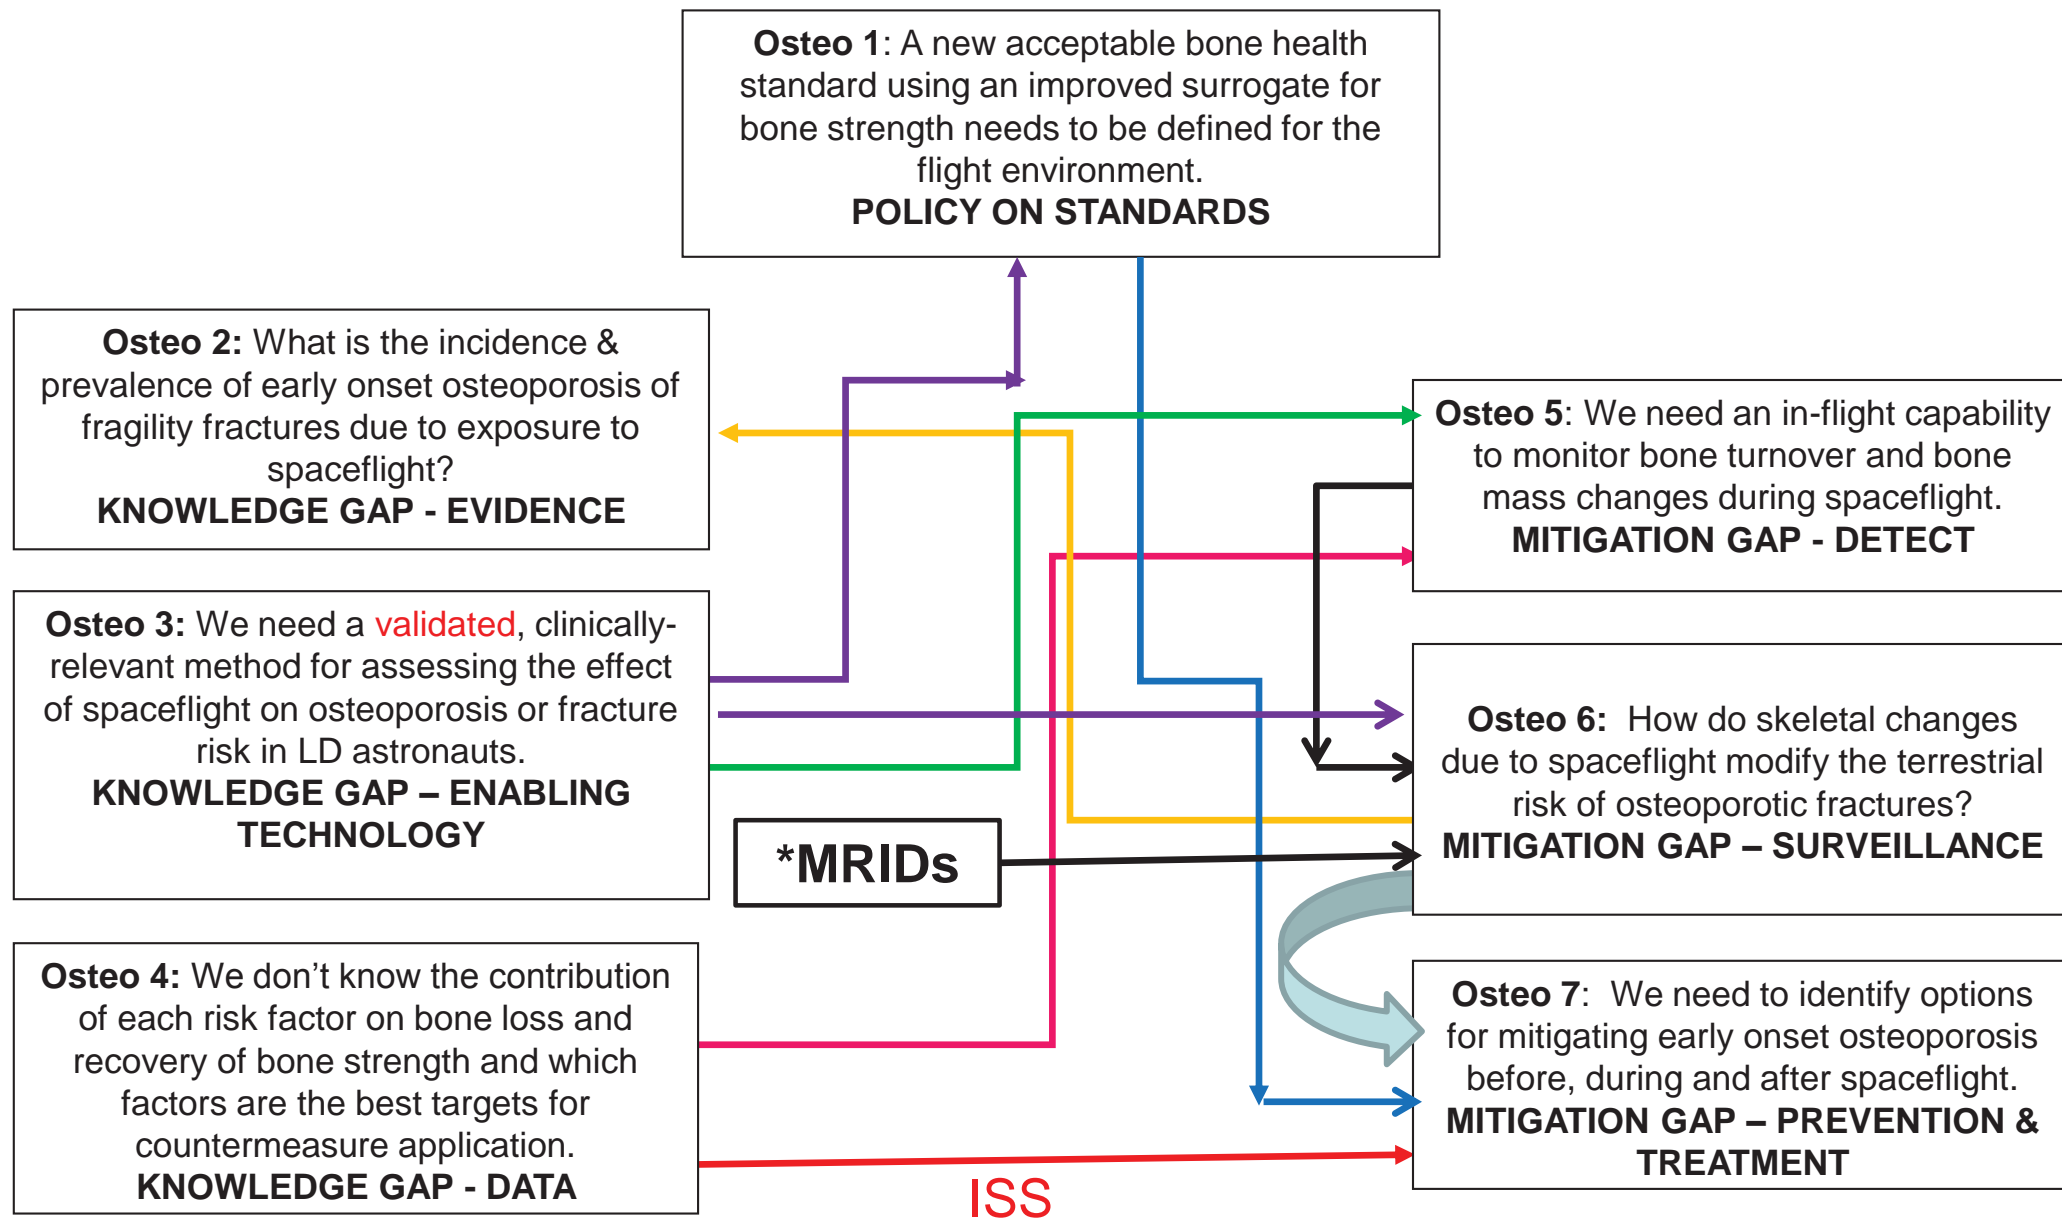 Osteo 1: A new acceptable bone health
standard using an improved surrogate for
bone strength needs to be defined for the
flight environment.
POLICY ON STANDARDS
Osteo 2: What is the incidence &
prevalence of early onset osteoporosis of
fragility fractures due to exposure to
spaceflight?
KNOWLEDGE GAP - EVIDENCE
Osteo 3: We need a validated, clinically-
relevant method for assessing the effect
of spaceflight on osteoporosis or fracture
risk in LD astronauts.
KNOWLEDGE GAP – ENABLING
TECHNOLOGY
Osteo 4: We don’t know the contribution
of each risk factor on bone loss and
recovery of bone strength and which
factors are the best targets for
countermeasure application.
KNOWLEDGE GAP - DATA
*MRIDs
ISS
Osteo 5: We need an in-flight capability
to monitor bone turnover and bone
mass changes during spaceflight.
MITIGATION GAP - DETECT
Osteo 6: How do skeletal changes
due to spaceflight modify the terrestrial
risk of osteoporotic fractures?
MITIGATION GAP – SURVEILLANCE
Osteo 7: We need to identify options
for mitigating early onset osteoporosis
before, during and after spaceflight.
MITIGATION GAP – PREVENTION &
TREATMENT